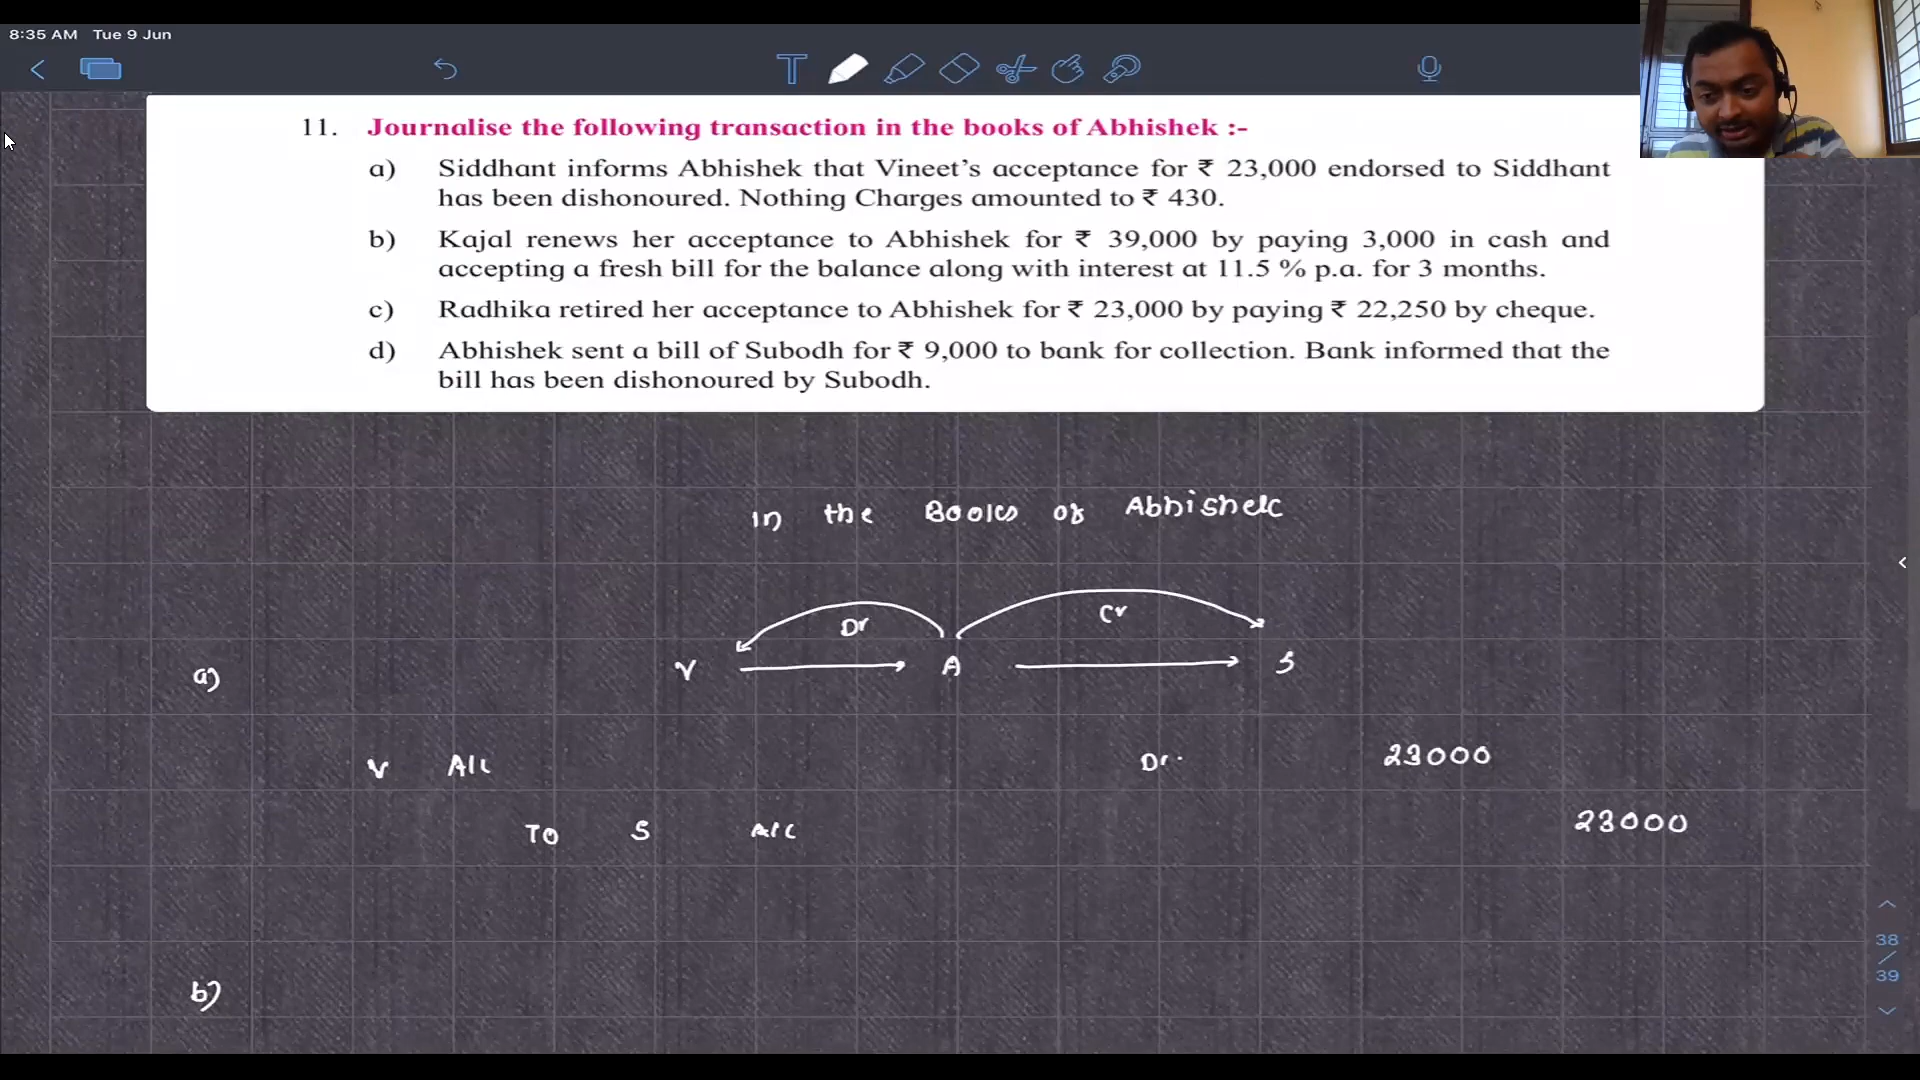 8:35 AM Tue 9 Jun
11. Journalise the following transaction in the books of Abhishek :-
a) Siddhant informs Abhishek that Vineet's acceptance for ₹ 23,000 endorsed to Siddhant
has been dishonoured. Nothing Charges amounted to ₹ 430.
b) Kajal renews her acceptance to Abhishek for ₹ 39,000 by paying 3,000 in cash and
accepting a fresh bill for the balance along with interest at 11.5 % p.a. for 3 months.
c) Radhika retired her acceptance to Abhishek for ₹ 23,000 by paying ₹ 22,250 by cheque.
d) Abhishek sent a bill of Subodh for ₹ 9,000 to bank for collection. Bank informed that the
bill has been dishonoured by Subodh.
In the Books of Abhishek
Dr Cr
a) V A S
V A/c Dr. 23000
To S A/c 23000
b)
38
/
39